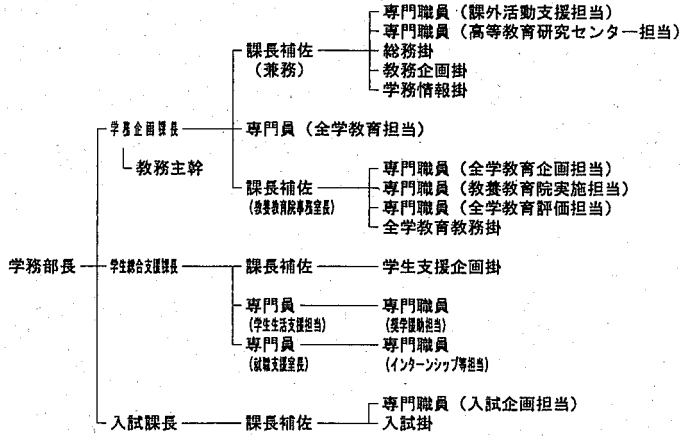 専門職員(課外活動支援担当)
専門職員(高等教育研究センター担当)
課長補佐
総務掛
(兼務)
教務企画掛
学務情報掛
学務企画課長
専門員(全学教育担当)
教務主幹
専門職員(全学教育企画担当)
課長補佐
専門職員(教養教育院実施担当)
(教養教育院事務室長)
専門職員(全学教育評価担当)
全学教育教務掛
学務部長
学生総合支援課長
課長補佐
学生支援企画掛
専門員
専門職員
(学生生活支援担当)
(奨学援助担当)
専門員
専門職員
(就職支援室長)
(インターンシップ等担当)
専門職員(入試企画担当)
入試課長
課長補佐
入試掛